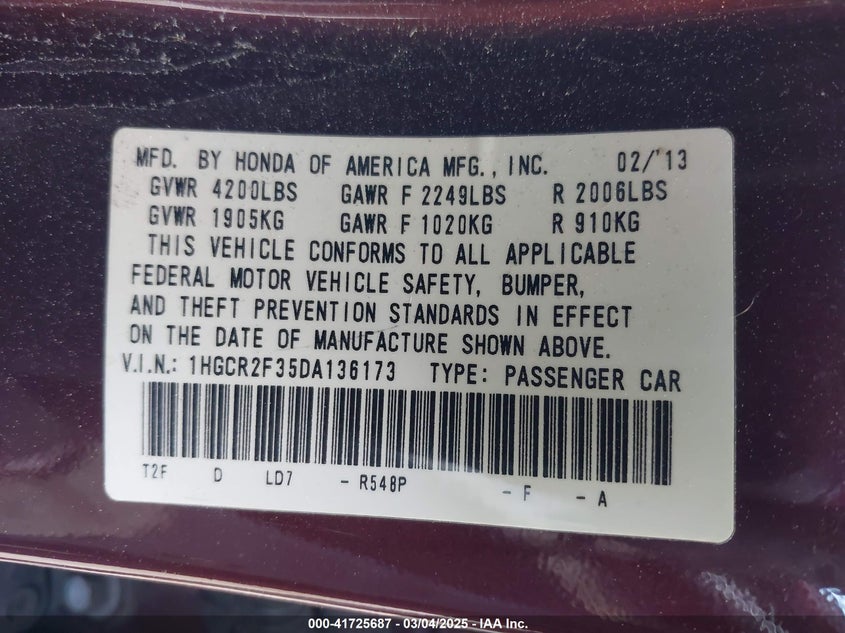 MFD. BY HONDA OF AMERICA MFG., INC. 02/'13
GVWR 4200LBS GAWR F 2249LBS R 2006LBS
GVWR 1905KG GAWR F 1020KG R 910KG
THIS VEHICLE CONFORMS TO ALL APPLICABLE
FEDERAL MOTOR VEHICLE SAFETY, BUMPER,
AND THEFT PREVENTION STANDARDS IN EFFECT
ON THE DATE OF MANUFACTURE SHOWN ABOVE.
V.I.N.: 1HGCR2F35DA136173 TYPE: PASSENGER CAR
T2F D LD7 - R548P - F - A
000-41725687 - 03/04/2025 - IAA Inc.